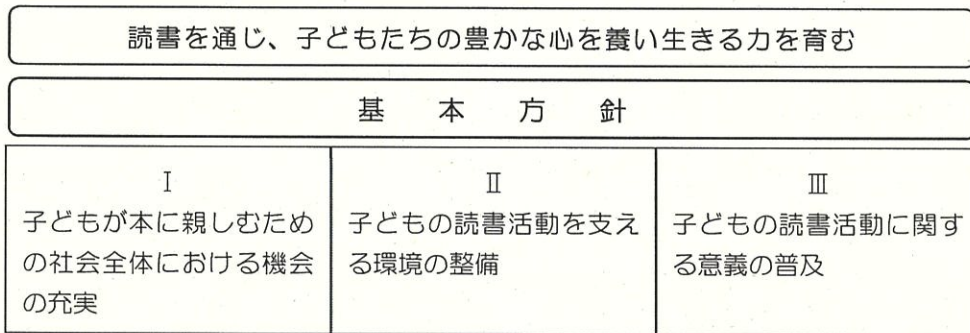 読書を通じ、子どもたちの豊かな心を養い生きる力を育む
基本方針
Ⅰ
子どもが本に親しむため
の社会全体における機会
の充実
Ⅱ
子どもの読書活動を支え
る環境の整備
Ⅲ
子どもの読書活動に関す
る意義の普及